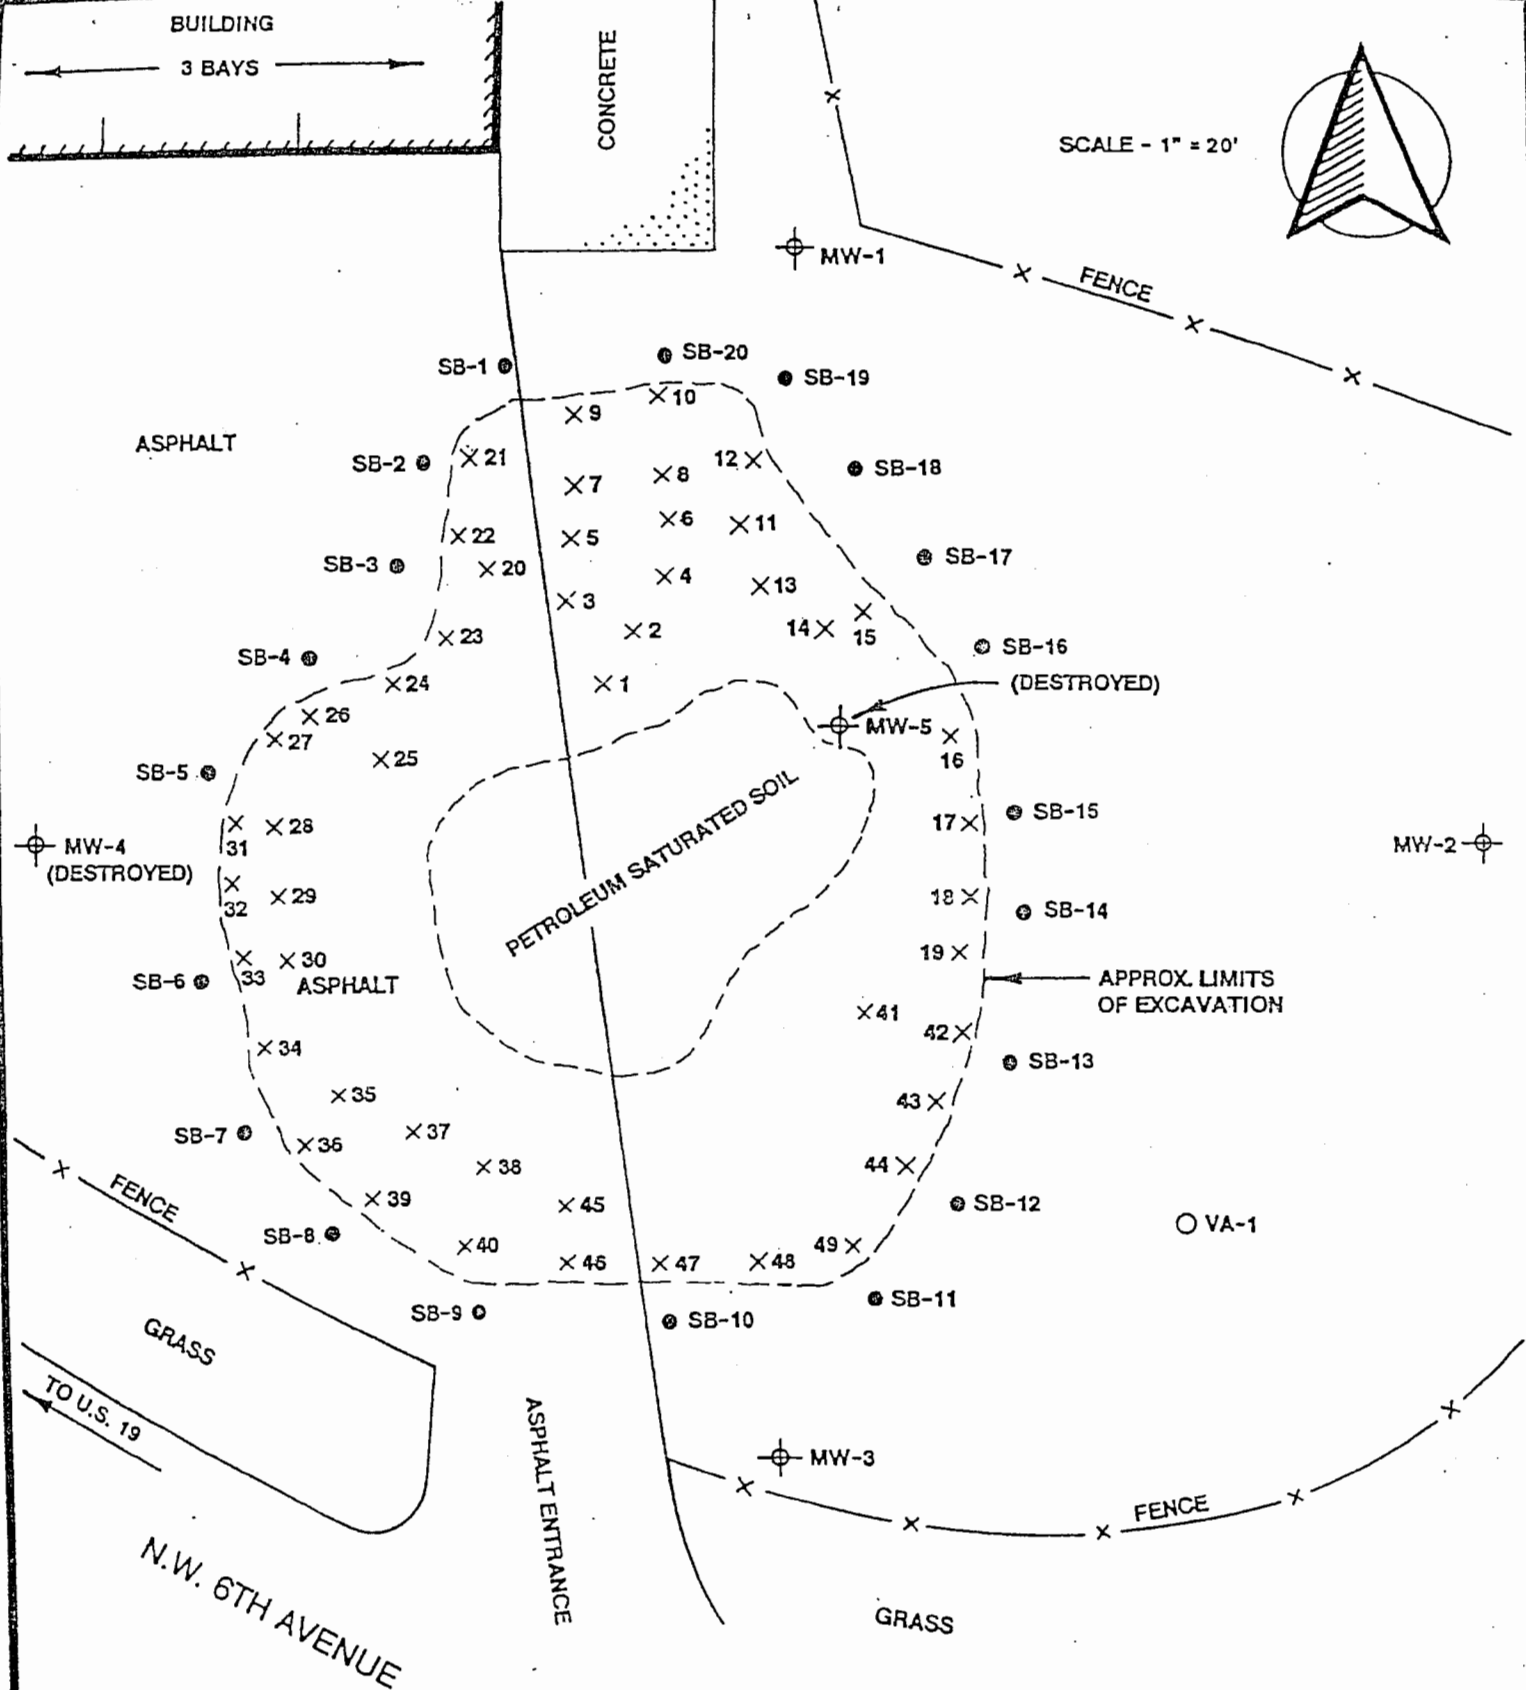 BUILDING
3 BAYS
CONCRETE
SCALE - 1" = 20'
MW-1
FENCE
SB-1
SB-20
SB-19
10
9
ASPHALT
SB-2
21
12
SB-18
8
7
6
11
22
5
SB-3
20
SB-17
4
13
3
23
2
14
15
SB-4
SB-16
24
1
(DESTROYED)
26
MW-5
27
25
16
SB-5
PETROLEUM SATURATED SOIL
28
17
SB-15
31
MW-4
(DESTROYED)
MW-2
29
18
32
SB-14
30
19
33
SB-6
ASPHALT
APPROX. LIMITS
OF EXCAVATION
41
42
34
SB-13
35
43
SB-7
36
37
38
44
FENCE
39
45
SB-12
VA-1
SB-8
40
46
47
48
49
SB-9
SB-10
SB-11
GRASS
TO U.S. 19
ASPHALT ENTRANCE
MW-3
FENCE
N.W. 6TH AVENUE
GRASS